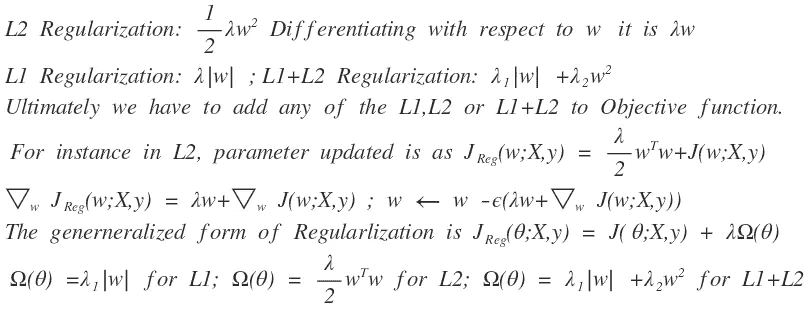 L2 Regularization: 1/2 λw² Differentiating with respect to w it is λw
L1 Regularization: λ|w| ; L1+L2 Regularization: λ₁|w| +λ₂w²
Ultimately we have to add any of the L1,L2 or L1+L2 to Objective function.
For instance in L2, parameter updated is as J_Reg(w;X,y) = λ/2 wᵀw+J(w;X,y)
▽_w J_Reg(w;X,y) = λw+▽_w J(w;X,y) ; w ← w -ϵ(λw+▽_w J(w;X,y))
The generneralized form of Regularlization is J_Reg(θ;X,y) = J( θ;X,y) + λΩ(θ)
Ω(θ) =λ₁|w| for L1; Ω(θ) = λ/2 wᵀw for L2; Ω(θ) = λ₁|w| +λ₂w² for L1+L2